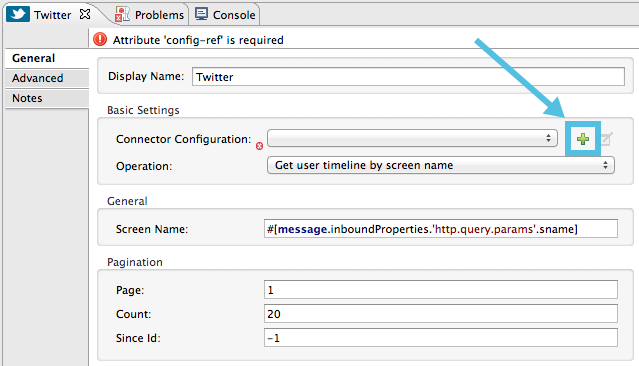 Twitter
Problems
Console
Attribute 'config-ref' is required
General
Advanced
Notes
Display Name: Twitter
Basic Settings
Connector Configuration:
Operation: Get user timeline by screen name
General
Screen Name: #[message.inboundProperties.'http.query.params'.sname]
Pagination
Page: 1
Count: 20
Since Id: -1